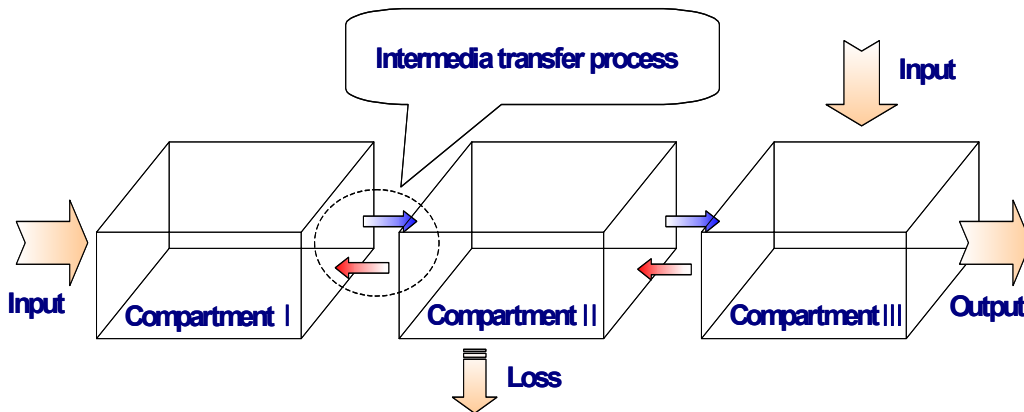 Intermedia transfer process
Input
Input
Compartment I
Compartment II
Compartment III
Output
Loss